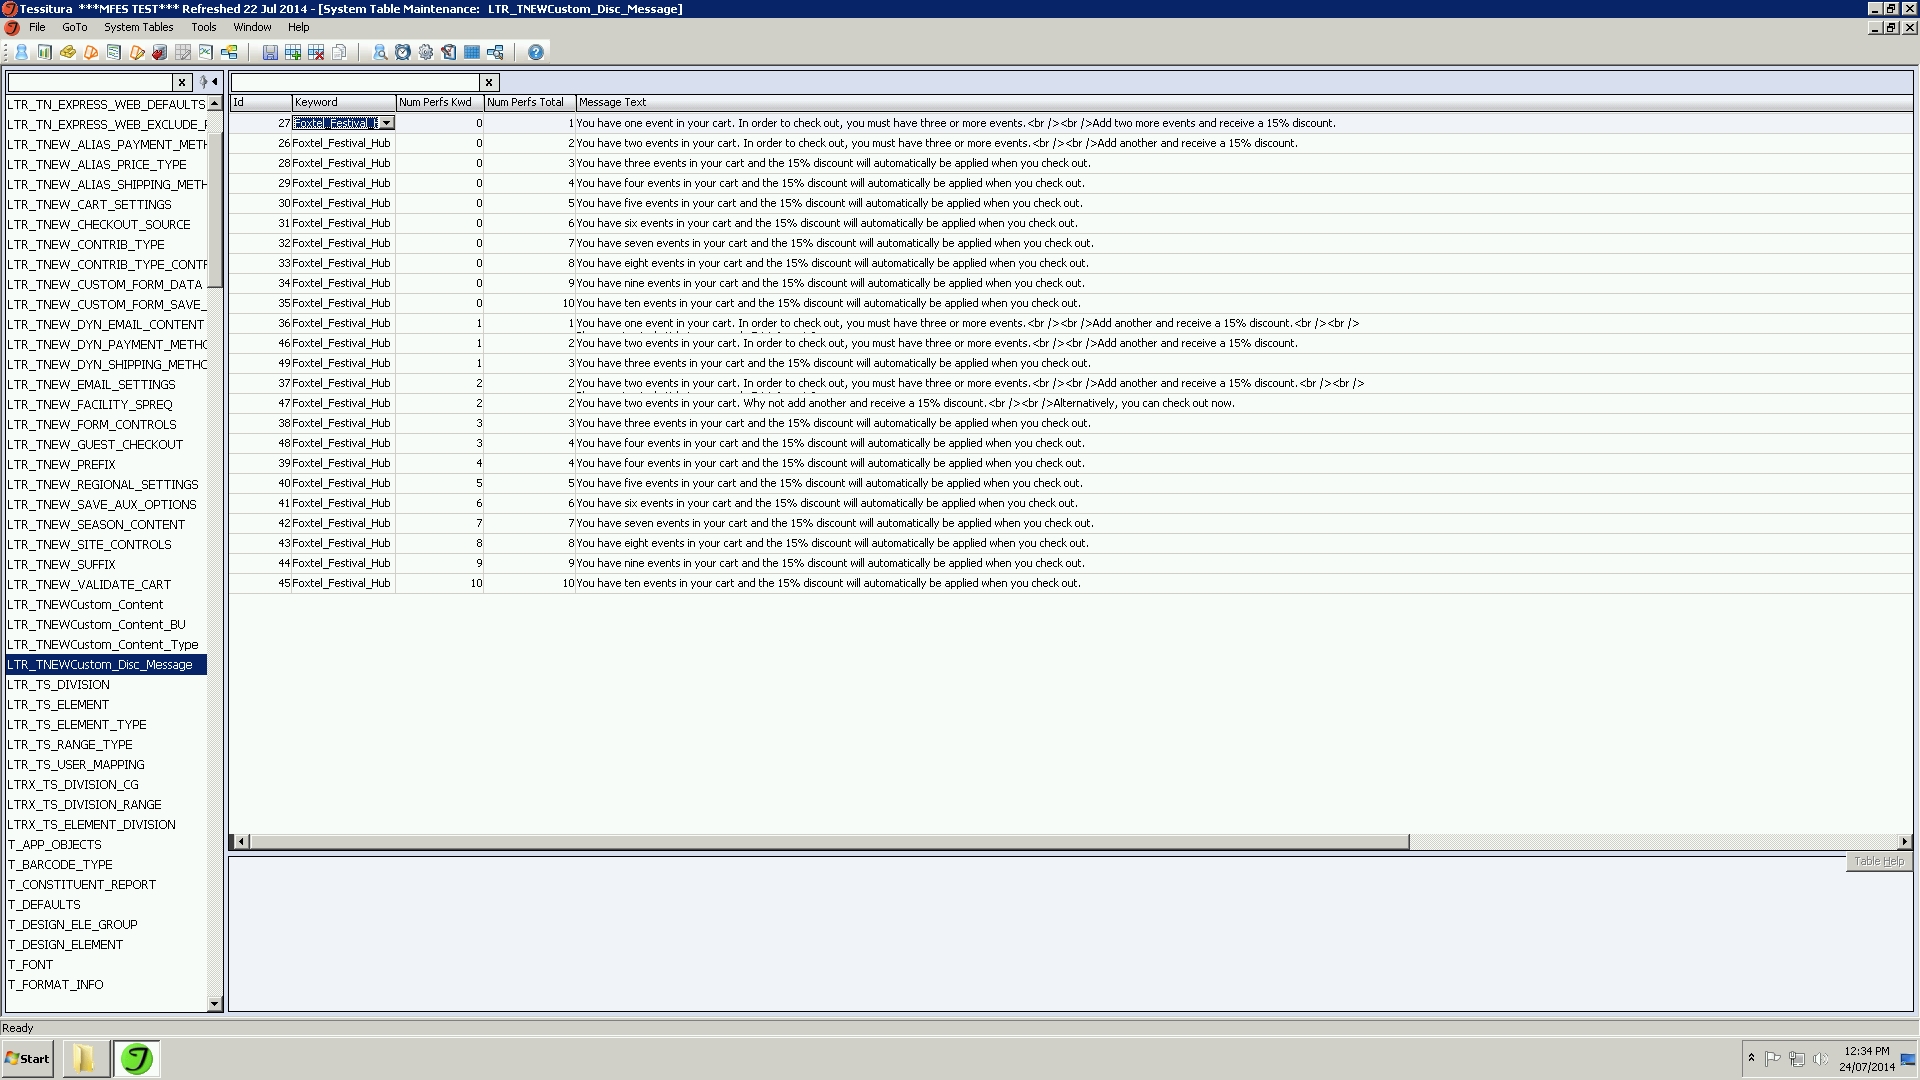 Tessitura ***MFES TEST*** Refreshed 22 Jul 2014 - [System Table Maintenance: LTR_TNEWCustom_Disc_Message]
File GoTo System Tables Tools Window Help
LTR_TN_EXPRESS_WEB_DEFAULTS
LTR_TN_EXPRESS_WEB_EXCLUDE_
LTR_TNEW_ALIAS_PAYMENT_METH
LTR_TNEW_ALIAS_PRICE_TYPE
LTR_TNEW_ALIAS_SHIPPING_METH
LTR_TNEW_CART_SETTINGS
LTR_TNEW_CHECKOUT_SOURCE
LTR_TNEW_CONTRIB_TYPE
LTR_TNEW_CONTRIB_TYPE_CONTF
LTR_TNEW_CUSTOM_FORM_DATA
LTR_TNEW_CUSTOM_FORM_SAVE_
LTR_TNEW_DYN_EMAIL_CONTENT
LTR_TNEW_DYN_PAYMENT_METHO
LTR_TNEW_DYN_SHIPPING_METHO
LTR_TNEW_EMAIL_SETTINGS
LTR_TNEW_FACILITY_SPREQ
LTR_TNEW_FORM_CONTROLS
LTR_TNEW_GUEST_CHECKOUT
LTR_TNEW_PREFIX
LTR_TNEW_REGIONAL_SETTINGS
LTR_TNEW_SAVE_AUX_OPTIONS
LTR_TNEW_SEASON_CONTENT
LTR_TNEW_SITE_CONTROLS
LTR_TNEW_SUFFIX
LTR_TNEW_VALIDATE_CART
LTR_TNEWCustom_Content
LTR_TNEWCustom_Content_BU
LTR_TNEWCustom_Content_Type
LTR_TNEWCustom_Disc_Message
LTR_TS_DIVISION
LTR_TS_ELEMENT
LTR_TS_ELEMENT_TYPE
LTR_TS_RANGE_TYPE
LTR_TS_USER_MAPPING
LTRX_TS_DIVISION_CG
LTRX_TS_DIVISION_RANGE
LTRX_TS_ELEMENT_DIVISION
T_APP_OBJECTS
T_BARCODE_TYPE
T_CONSTITUENT_REPORT
T_DEFAULTS
T_DESIGN_ELE_GROUP
T_DESIGN_ELEMENT
T_FONT
T_FORMAT_INFO
Id Keyword Num Perfs Kwd Num Perfs Total Message Text
27 Foxtel_Festival_H 0 1 You have one event in your cart. In order to check out, you must have three or more events.<br /><br />Add two more events and receive a 15% discount.
26 Foxtel_Festival_Hub 0 2 You have two events in your cart. In order to check out, you must have three or more events.<br /><br />Add another and receive a 15% discount.
28 Foxtel_Festival_Hub 0 3 You have three events in your cart and the 15% discount will automatically be applied when you check out.
29 Foxtel_Festival_Hub 0 4 You have four events in your cart and the 15% discount will automatically be applied when you check out.
30 Foxtel_Festival_Hub 0 5 You have five events in your cart and the 15% discount will automatically be applied when you check out.
31 Foxtel_Festival_Hub 0 6 You have six events in your cart and the 15% discount will automatically be applied when you check out.
32 Foxtel_Festival_Hub 0 7 You have seven events in your cart and the 15% discount will automatically be applied when you check out.
33 Foxtel_Festival_Hub 0 8 You have eight events in your cart and the 15% discount will automatically be applied when you check out.
34 Foxtel_Festival_Hub 0 9 You have nine events in your cart and the 15% discount will automatically be applied when you check out.
35 Foxtel_Festival_Hub 0 10 You have ten events in your cart and the 15% discount will automatically be applied when you check out.
36 Foxtel_Festival_Hub 1 1 You have one event in your cart. In order to check out, you must have three or more events.<br /><br />Add another and receive a 15% discount.<br /><br />
46 Foxtel_Festival_Hub 1 2 You have two events in your cart. In order to check out, you must have three or more events.<br /><br />Add another and receive a 15% discount.
49 Foxtel_Festival_Hub 1 3 You have three events in your cart and the 15% discount will automatically be applied when you check out.
37 Foxtel_Festival_Hub 2 2 You have two events in your cart. In order to check out, you must have three or more events.<br /><br />Add another and receive a 15% discount.<br /><br />
47 Foxtel_Festival_Hub 2 2 You have two events in your cart. Why not add another and receive a 15% discount.<br /><br />Alternatively, you can check out now.
38 Foxtel_Festival_Hub 3 3 You have three events in your cart and the 15% discount will automatically be applied when you check out.
48 Foxtel_Festival_Hub 3 4 You have four events in your cart and the 15% discount will automatically be applied when you check out.
39 Foxtel_Festival_Hub 4 4 You have four events in your cart and the 15% discount will automatically be applied when you check out.
40 Foxtel_Festival_Hub 5 5 You have five events in your cart and the 15% discount will automatically be applied when you check out.
41 Foxtel_Festival_Hub 6 6 You have six events in your cart and the 15% discount will automatically be applied when you check out.
42 Foxtel_Festival_Hub 7 7 You have seven events in your cart and the 15% discount will automatically be applied when you check out.
43 Foxtel_Festival_Hub 8 8 You have eight events in your cart and the 15% discount will automatically be applied when you check out.
44 Foxtel_Festival_Hub 9 9 You have nine events in your cart and the 15% discount will automatically be applied when you check out.
45 Foxtel_Festival_Hub 10 10 You have ten events in your cart and the 15% discount will automatically be applied when you check out.
Table Help
Ready
Start
12:34 PM
24/07/2014